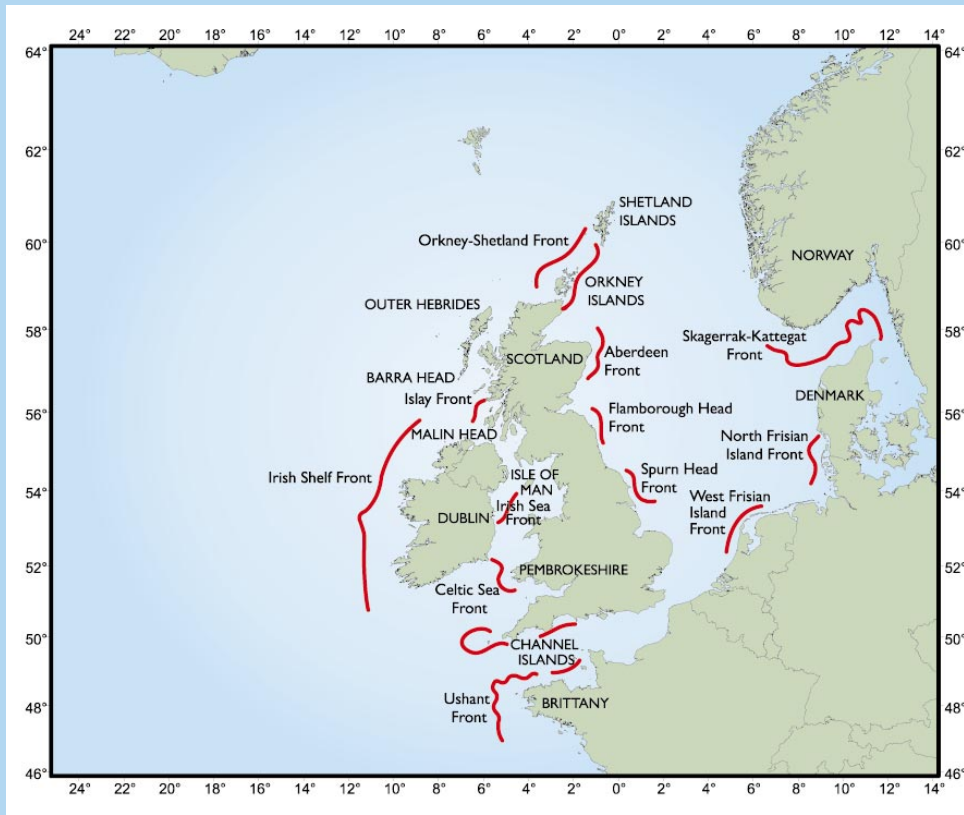 24° 22° 20° 18° 16° 14° 12° 10° 8° 6° 4° 2° 0° 2° 4° 6° 8° 10° 12° 14°
64° 64°
62° 62°
SHETLAND
ISLANDS
Orkney-Shetland Front
60° 60°
NORWAY
ORKNEY
ISLANDS
OUTER HEBRIDES
58° 58°
Skagerrak-Kattegat
Front
SCOTLAND
Aberdeen
Front
BARRA HEAD
Islay Front
DENMARK
56° 56°
Flamborough Head
Front
MALIN HEAD
North Frisian
Island Front
Irish Shelf Front
ISLE OF
MAN
Spurn Head
Front
54° 54°
West Frisian
Island
Front
Irish Sea
Front
DUBLIN
52° 52°
PEMBROKESHIRE
Celtic Sea
Front
50° 50°
CHANNEL
ISLANDS
Ushant
Front
BRITTANY
48° 48°
46° 46°
24° 22° 20° 18° 16° 14° 12° 10° 8° 6° 4° 2° 0° 2° 4° 6° 8° 10° 12° 14°